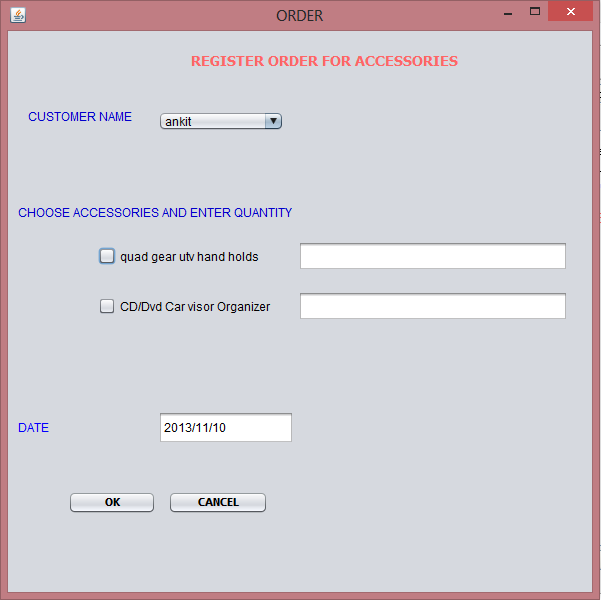 ORDER
REGISTER ORDER FOR ACCESSORIES
CUSTOMER NAME
ankit
CHOOSE ACCESSORIES AND ENTER QUANTITY
quad gear utv hand holds
CD/Dvd Car visor Organizer
DATE
2013/11/10
OK CANCEL